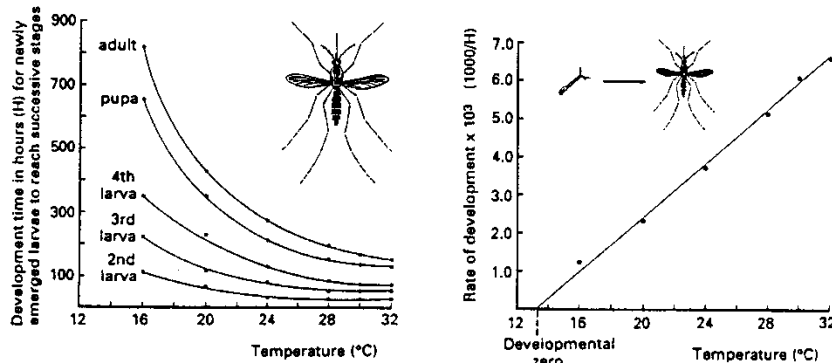 Development time in hours (H) for newly
emerged larvae to reach successive stages
900
700
500
300
100
adult
pupa
4th
larva
3rd
larva
2nd
larva
12 16 20 24 28 32
Temperature (°C)
Rate of development x 10³ (1000/H)
7.0
6.0
5.0
4.0
3.0
2.0
1.0
12 16 20 24 28 32
Developmental
zero
Temperature (°C)